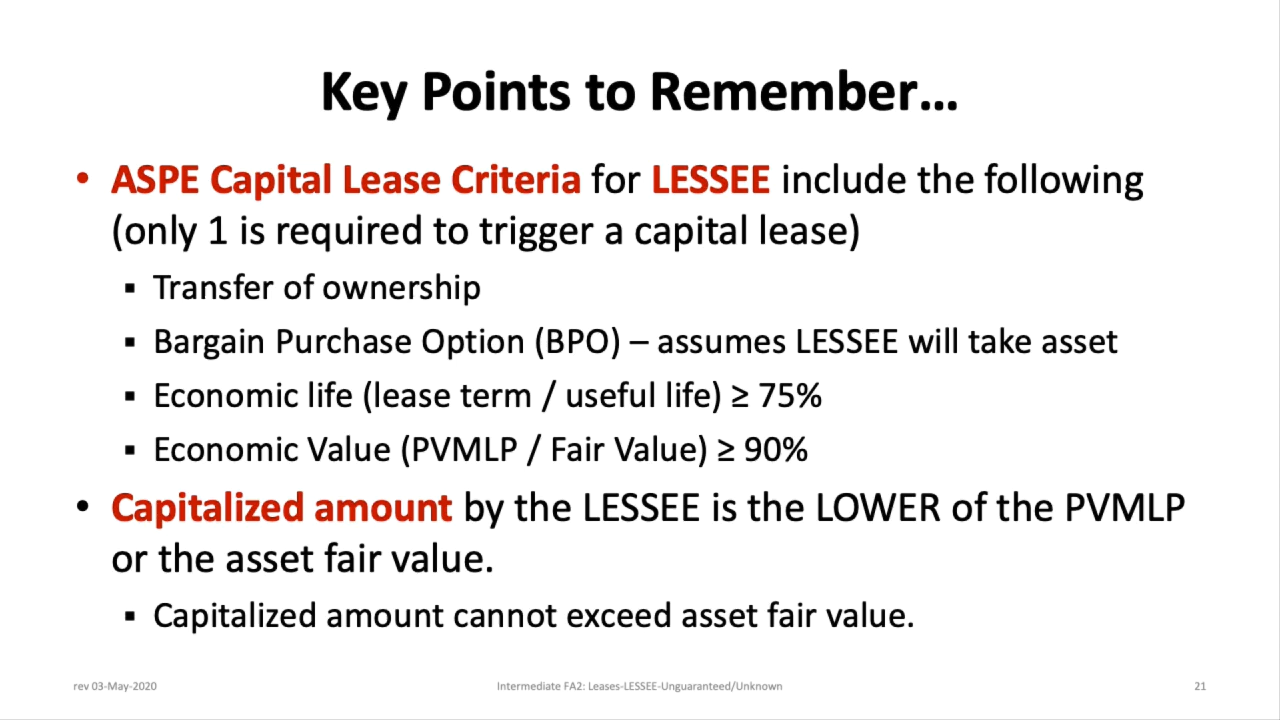 Key Points to Remember...
• ASPE Capital Lease Criteria for LESSEE include the following
(only 1 is required to trigger a capital lease)
▪ Transfer of ownership
▪ Bargain Purchase Option (BPO) – assumes LESSEE will take asset
▪ Economic life (lease term / useful life) ≥ 75%
▪ Economic Value (PVMLP / Fair Value) ≥ 90%
• Capitalized amount by the LESSEE is the LOWER of the PVMLP
or the asset fair value.
▪ Capitalized amount cannot exceed asset fair value.
rev 03-May-2020
Intermediate FA2: Leases-LESSEE-Unguaranteed/Unknown
21